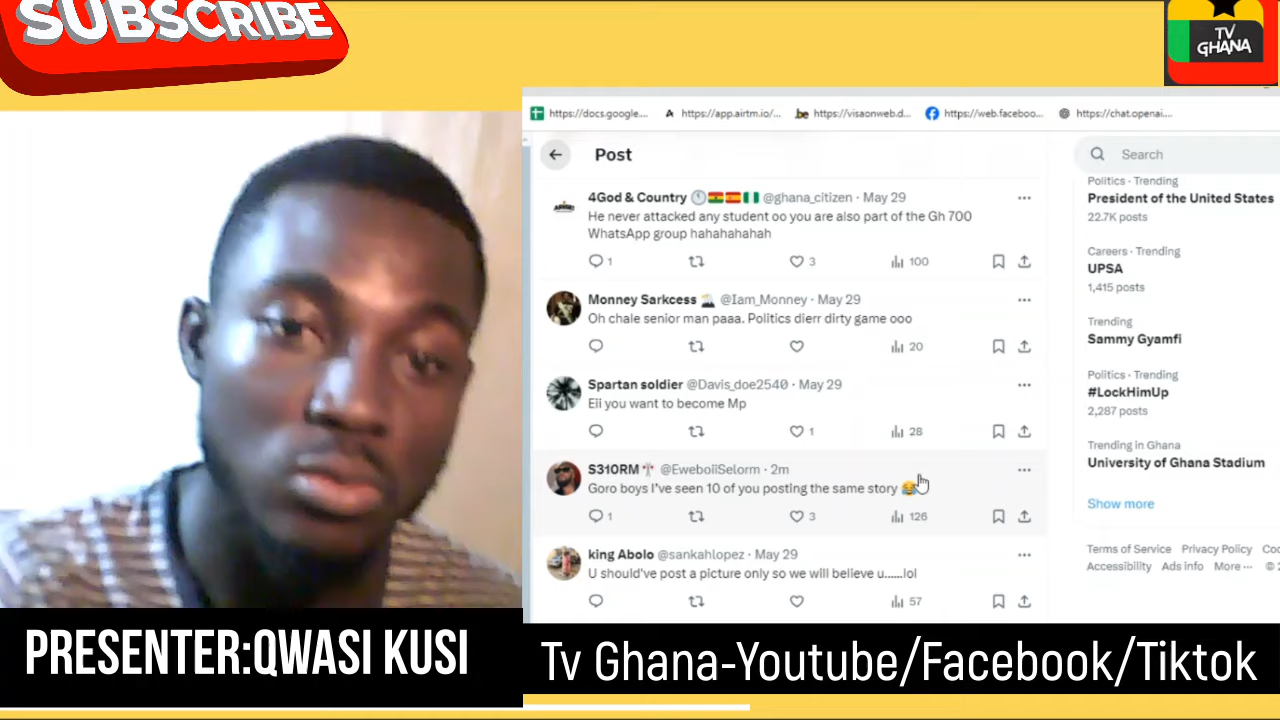 SUBSCRIBE
TV
GHANA
https://docs.google....
https://app.airtm.io/...
be
https://visaonweb.d...
https://web.faceboo...
https://chat.openai....
Post
Search
4God & Country @ghana_citizen · May 29
He never attacked any student oo you are also part of the Gh 700
WhatsApp group hahahahahah
1 3 100
Monney Sarkcess @Iam_Monney · May 29
Oh chale senior man paaa. Politics dierr dirty game ooo
20
Spartan soldier @Davis_doe2540 · May 29
Eii you want to become Mp
1 28
S310RM @EweboiiSelorm · 2m
Goro boys I've seen 10 of you posting the same story 😂
1 3 126
king Abolo @sankahlopez · May 29
U should've post a picture only so we will believe u......lol
57
Politics · Trending
President of the United States
22.7K posts
Careers · Trending
UPSA
1,415 posts
Trending
Sammy Gyamfi
Politics · Trending
#LockHimUp
2,287 posts
Trending in Ghana
University of Ghana Stadium
Show more
Terms of Service Privacy Policy Coo
Accessibility Ads info More ··· © 2
PRESENTER:QWASI KUSI
Tv Ghana-Youtube/Facebook/Tiktok